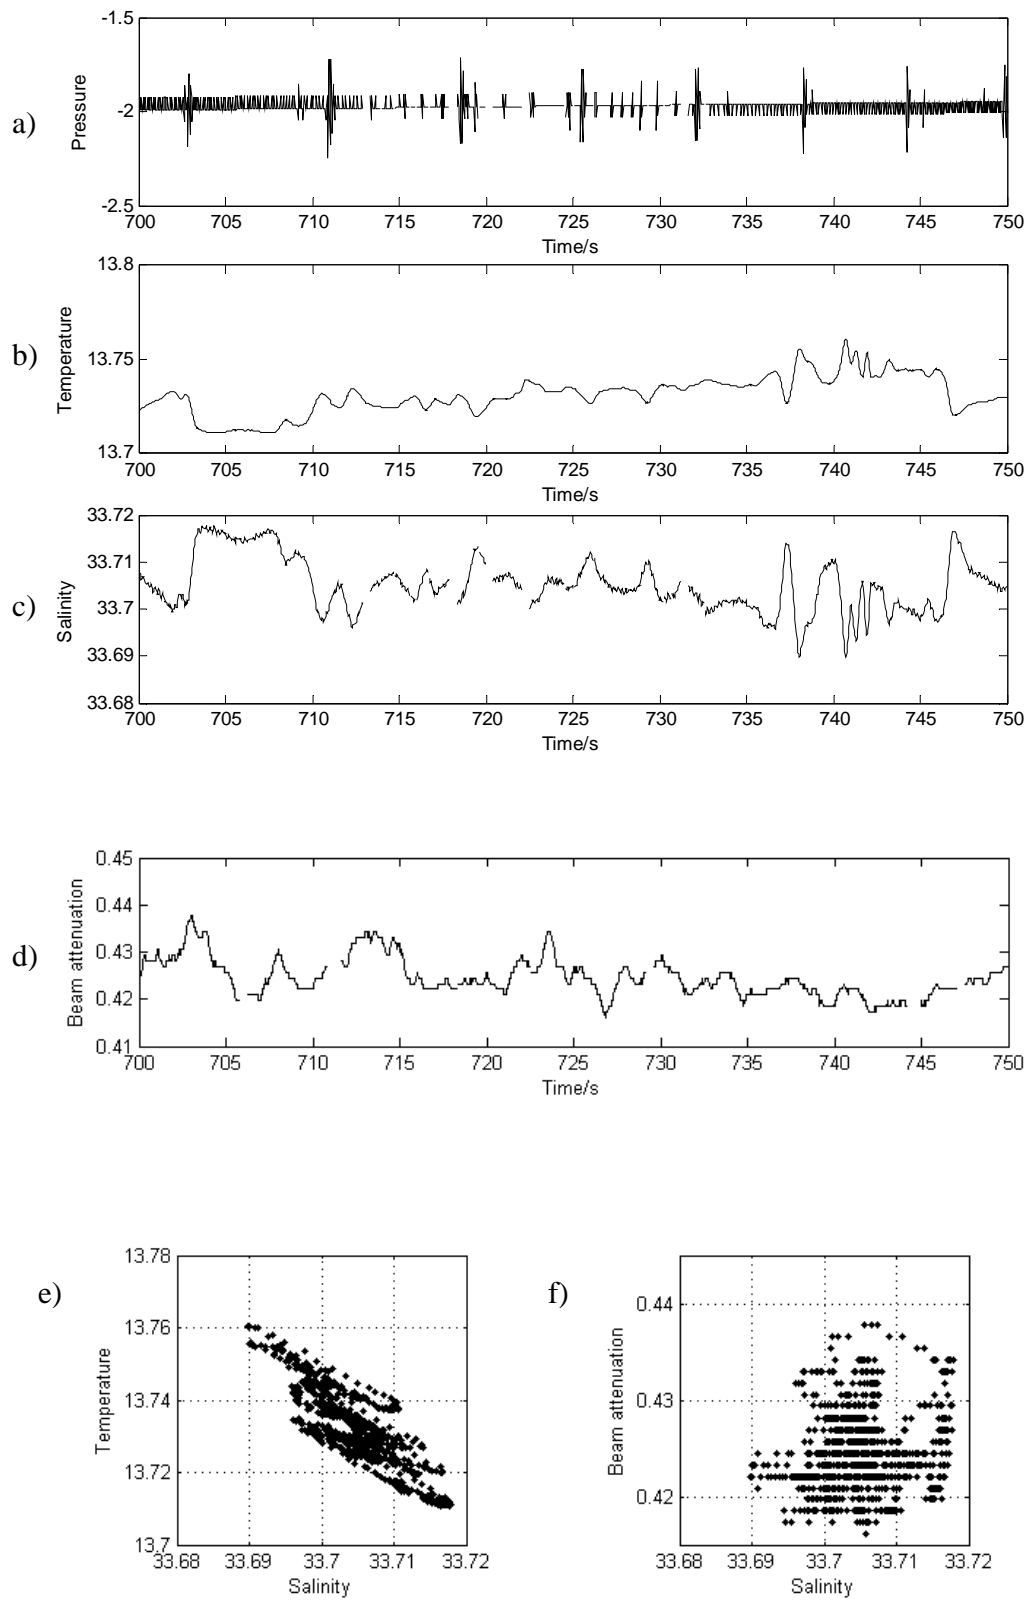 -1.5
a)
Pressure
-2
-2.5
700 705 710 715 720 725 730 735 740 745 750
Time/s
13.8
b)
Temperature
13.75
13.7
700 705 710 715 720 725 730 735 740 745 750
Time/s
33.72
33.71
c)
Salinity
33.7
33.69
33.68
700 705 710 715 720 725 730 735 740 745 750
Time/s
0.45
0.44
d)
Beam attenuation
0.43
0.42
0.41
700 705 710 715 720 725 730 735 740 745 750
Time/s
e)
13.78
13.76
Temperature
13.74
13.72
13.7
33.68 33.69 33.7 33.71 33.72
Salinity
f)
0.44
Beam attenuation
0.43
0.42
33.68 33.69 33.7 33.71 33.72
Salinity